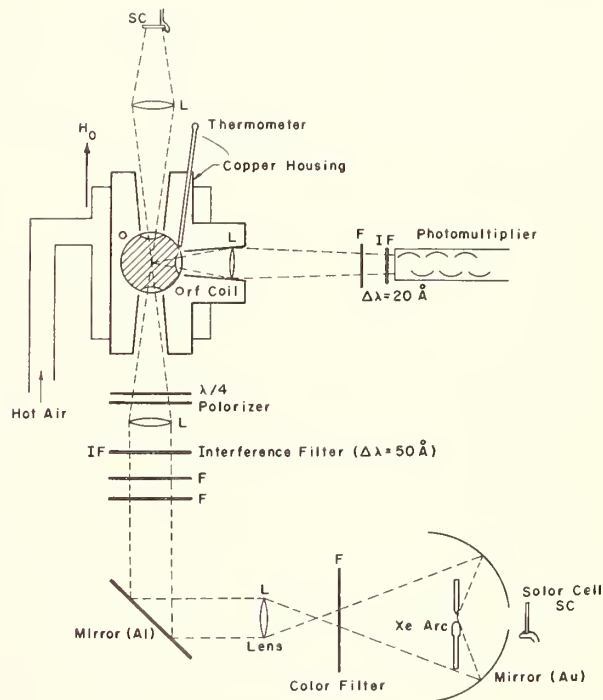 SC
L
H₀
Thermometer
Copper Housing
L
F
IF
Photomultiplier
Orf Coil
Δλ=20 Å
Hot Air
λ/4
Polorizer
L
IF
Interference Filter (Δλ=50 Å)
F
F
F
L
Solar Cell
SC
Xe Arc
Mirror (Al)
Lens
Mirror (Au)
Color Filter